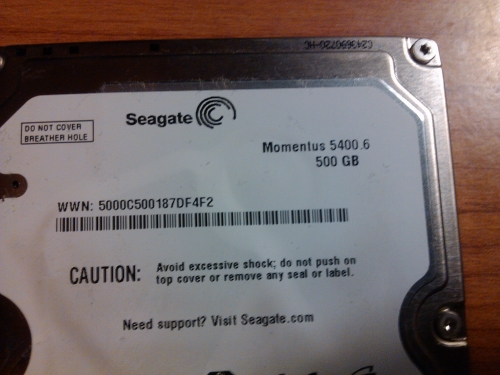 Seagate
DO NOT COVER
BREATHER HOLE
Momentus 5400.6
500 GB
WWN: 5000C500187DF4F2
CAUTION: Avoid excessive shock; do not push on
top cover or remove any seal or label.
Need support? Visit Seagate.com